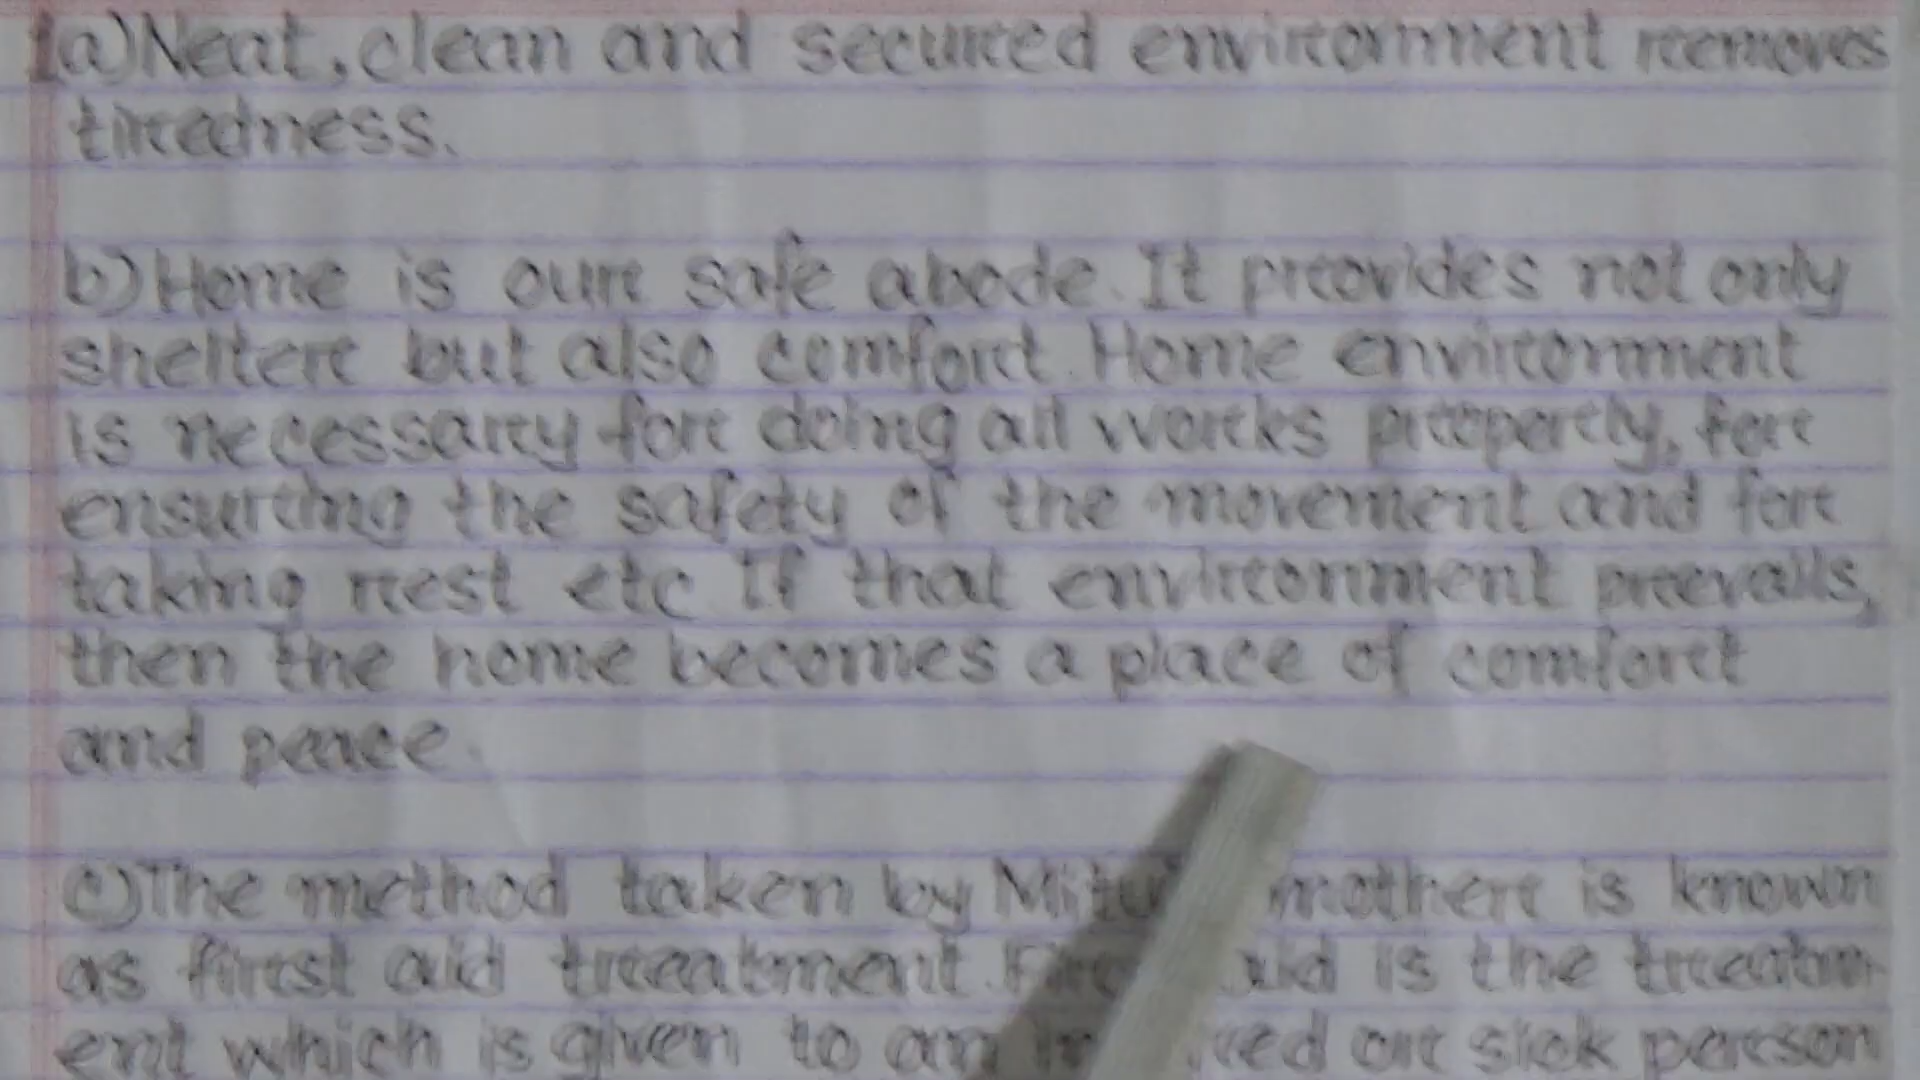 1a) Neat, clean and secured environment removes
tiredness.
b) Home is our safe abode. It provides not only
shelter but also comfort. Home environment
is necessary for doing all works properly, for
ensuring the safety of the movement and for
taking rest etc. If that environment prevails,
then the home becomes a place of comfort
and peace.
c) The method taken by mother is known
as first aid treatment. aid is the treatm-
ent which is given to an or sick person